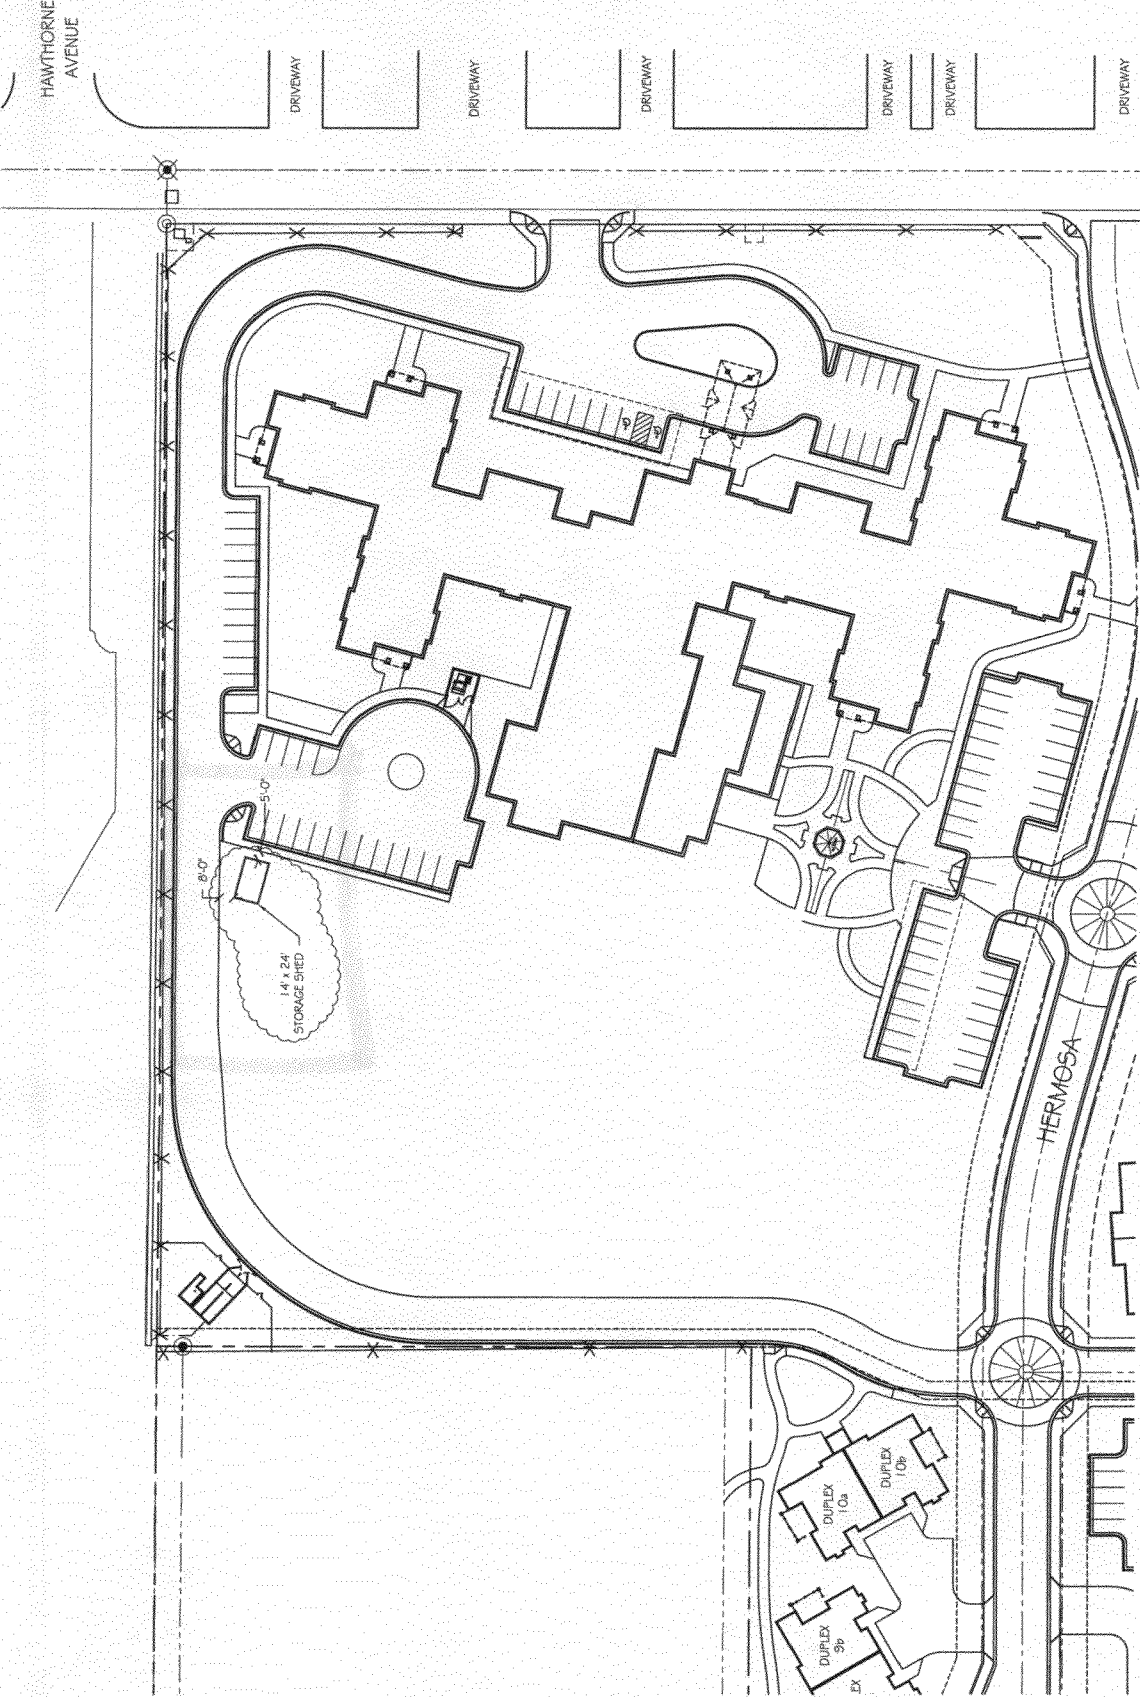 HAWTHORNE
AVENUE
DRIVEWAY
DRIVEWAY
DRIVEWAY
DRIVEWAY
DRIVEWAY
DRIVEWAY
5'-0"
8'-0"
14' x 24'
STORAGE SHED
HERMOSA
DUPLEX
10a
DUPLEX
10b
DUPLEX
9b